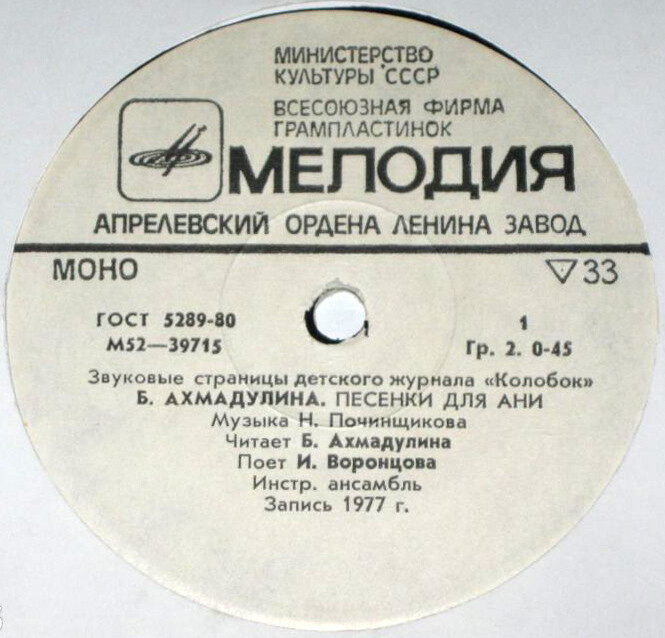 МИНИСТЕРСТВО
КУЛЬТУРЫ СССР
ВСЕСОЮЗНАЯ ФИРМА
ГРАМПЛАСТИНОК
МЕЛОДИЯ
АПРЕЛЕВСКИЙ ОРДЕНА ЛЕНИНА ЗАВОД
МОНО ▽ 33
ГОСТ 5289-80 1
М52—39715 Гр. 2. 0-45
Звуковые страницы детского журнала «Колобок»
Б. АХМАДУЛИНА. ПЕСЕНКИ ДЛЯ АНИ
Музыка Н. Починщикова
Читает Б. Ахмадулина
Поет И. Воронцова
Инстр. ансамбль
Запись 1977 г.